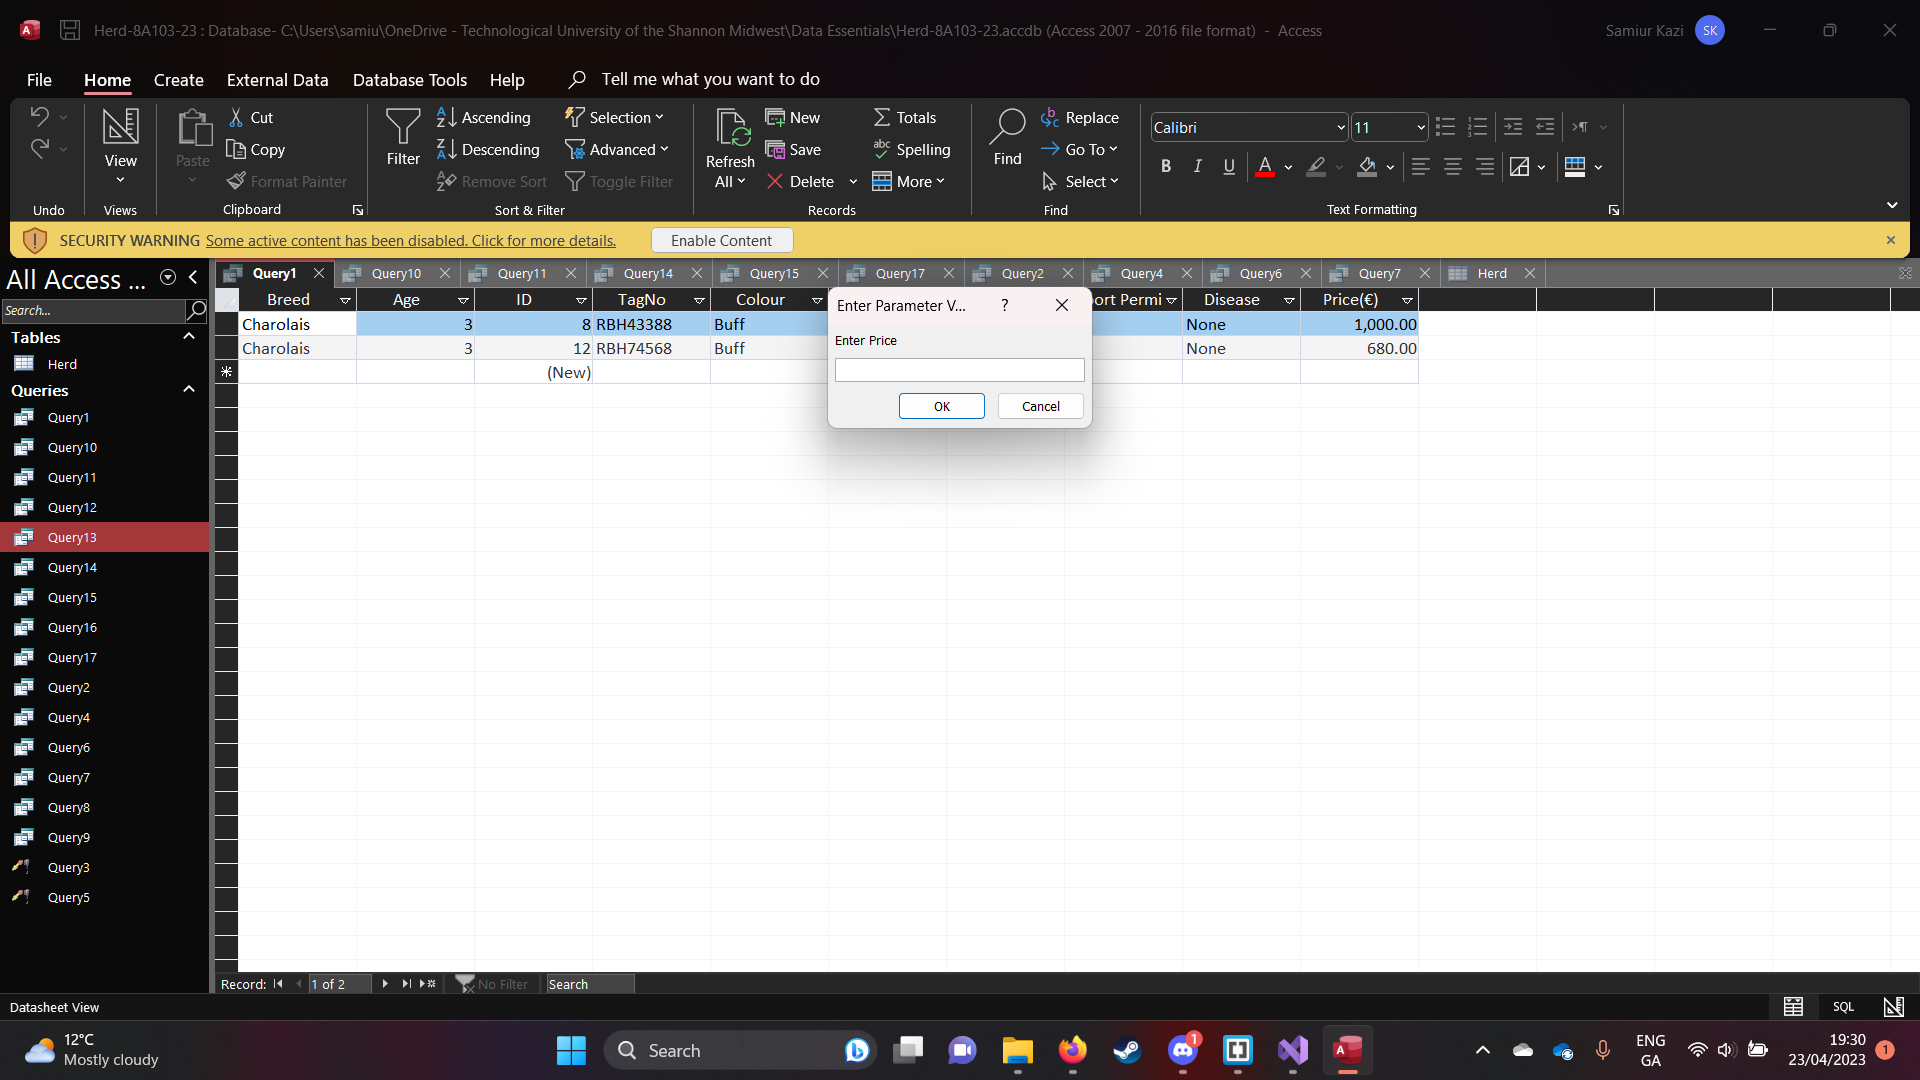 Herd-8A103-23 : Database- C:\Users\samiu\OneDrive - Technological University of the Shannon Midwest\Data Essentials\Herd-8A103-23.accdb (Access 2007 - 2016 file format) - Access
Samiur Kazi SK
File Home Create External Data Database Tools Help Tell me what you want to do
Cut
Copy
Format Painter
Paste
View
Filter
Ascending
Descending
Remove Sort
Selection
Advanced
Toggle Filter
Refresh All
New
Save
Delete
Totals
Spelling
More
Find
Replace
Go To
Select
Calibri 11
B I U A
Undo Views Clipboard Sort & Filter Records Find Text Formatting
SECURITY WARNING Some active content has been disabled. Click for more details. Enable Content
All Access ...
Search...
Tables
Herd
Queries
Query1
Query10
Query11
Query12
Query13
Query14
Query15
Query16
Query17
Query2
Query4
Query6
Query7
Query8
Query9
Query3
Query5
Query1 Query10 Query11 Query14 Query15 Query17 Query2 Query4 Query6 Query7 Herd
Breed Age ID TagNo Colour ort Permi Disease Price(€)
Charolais 3 8 RBH43388 Buff None 1,000.00
Charolais 3 12 RBH74568 Buff None 680.00
(New)
Enter Parameter V... ?
Enter Price
OK Cancel
Record: 1 of 2 No Filter Search
Datasheet View SQL
12°C
Mostly cloudy
Search
1
ENG
GA
19:30
23/04/2023
1